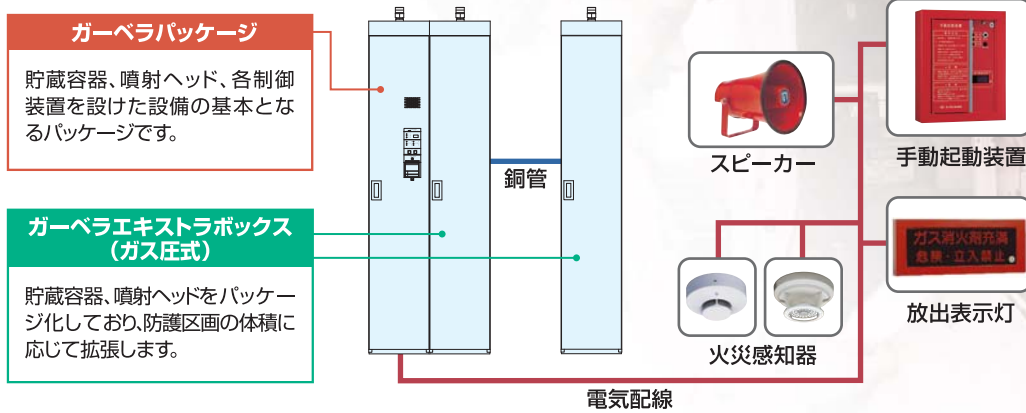 ガーベラパッケージ
貯蔵容器、噴射ヘッド、各制御
装置を設けた設備の基本とな
るパッケージです。
ガーベラエキストラボックス
（ガス圧式）
貯蔵容器、噴射ヘッドをパッケー
ジ化しており、防護区画の体積に
応じて拡張します。
銅管
スピーカー
手動起動装置
ガス消火剤充満
危険・立入禁止
放出表示灯
火災感知器
電気配線